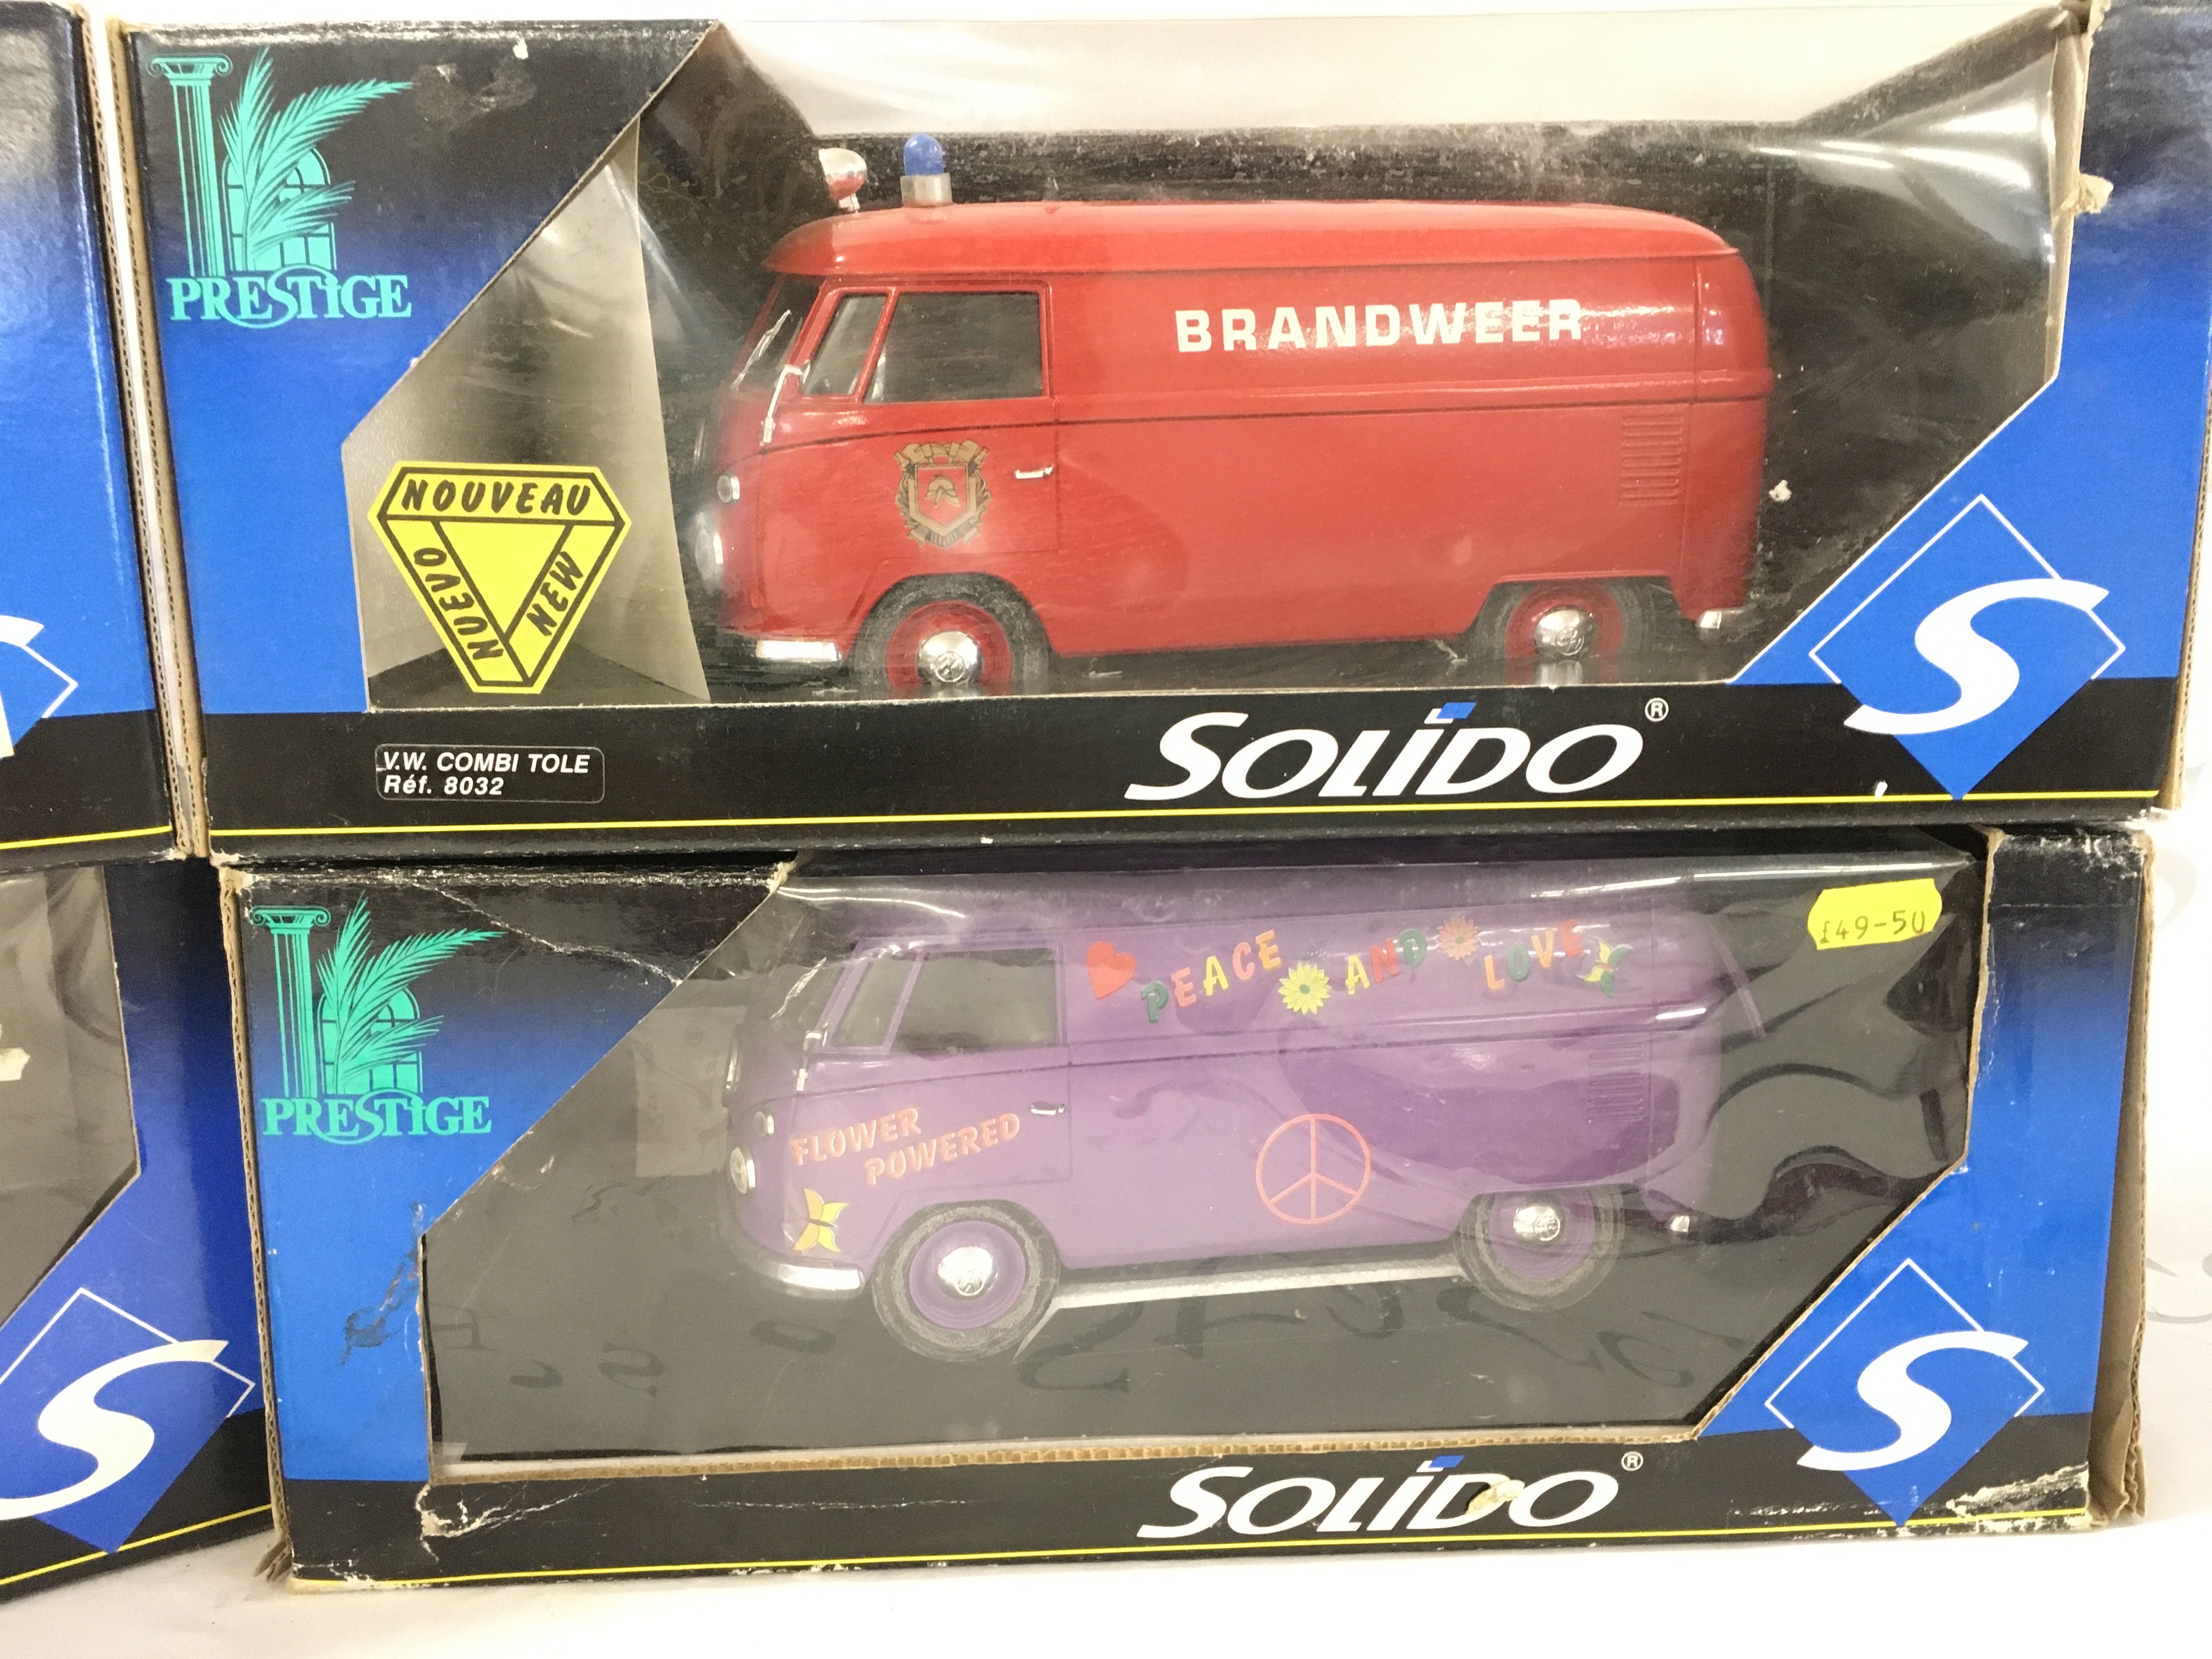 PRESTIGE
BRANDWEER
NOUVEAU
NUEVO
NEW
V.W. COMBI TOLE
Réf. 8032
SOLIDO®
S
PRESTIGE
£49-50
PEACE AND LOVE
FLOWER
POWERED
SOLIDO®
S
S